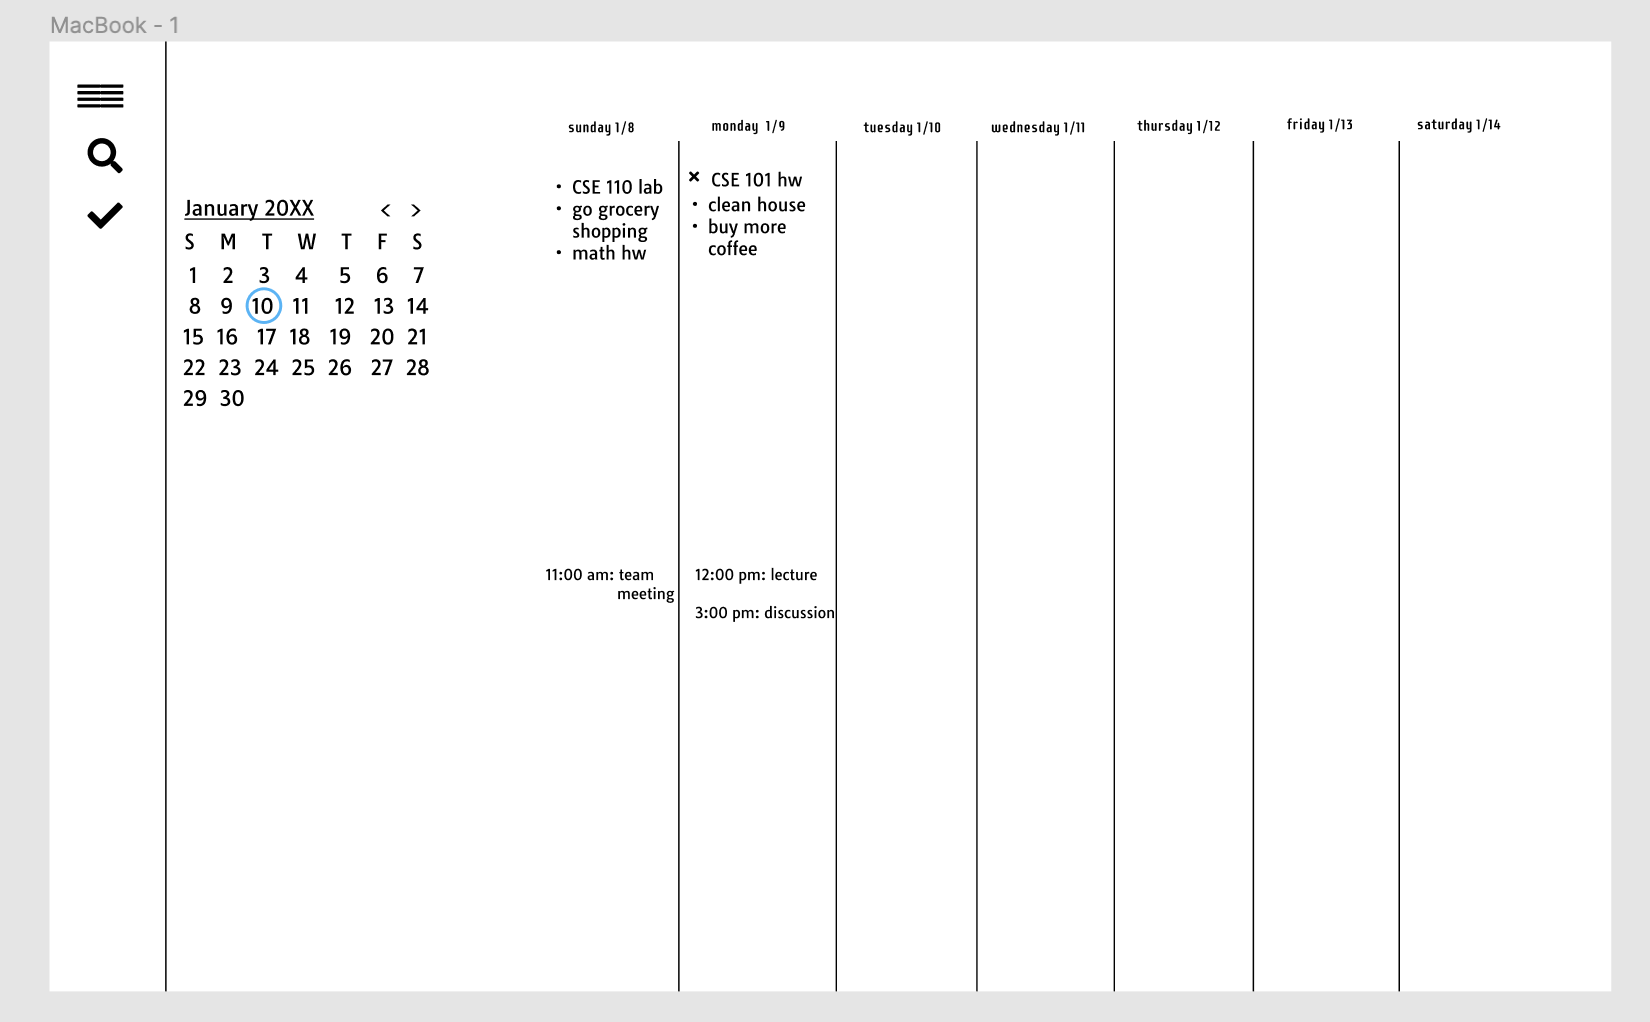 MacBook - 1
January 20XX < >
S M T W T F S
1 2 3 4 5 6 7
8 9 10 11 12 13 14
15 16 17 18 19 20 21
22 23 24 25 26 27 28
29 30
sunday 1/8
• CSE 110 lab
• go grocery
shopping
• math hw
11:00 am: team
meeting
monday 1/9
× CSE 101 hw
• clean house
• buy more
coffee
12:00 pm: lecture
3:00 pm: discussion
tuesday 1/10
wednesday 1/11
thursday 1/12
friday 1/13
saturday 1/14